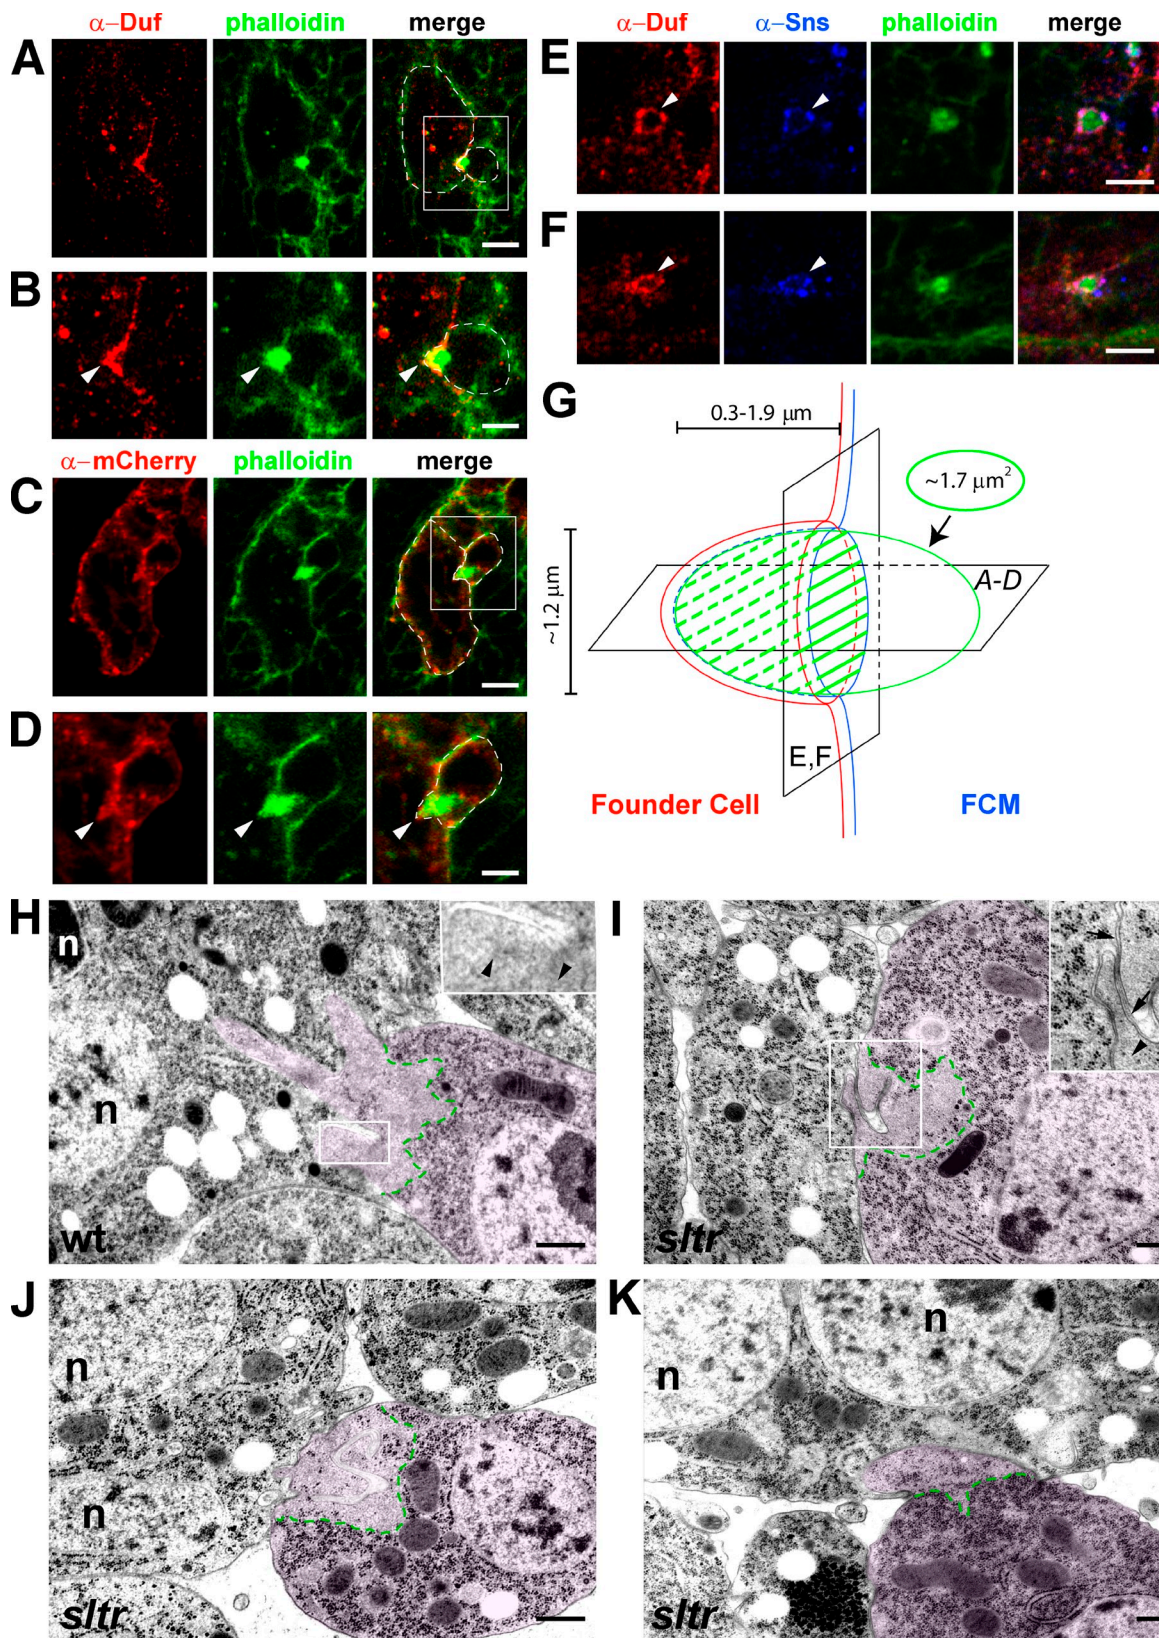 α–Duf phalloidin merge
A
B
α–mCherry phalloidin merge
C
D
α–Duf α–Sns phalloidin merge
E
F
G
0.3-1.9 μm
~1.7 μm²
~1.2 μm
A-D
E,F
Founder Cell FCM
H
n
n
wt
I
sltr
J
n
n
sltr
K
n
n
sltr